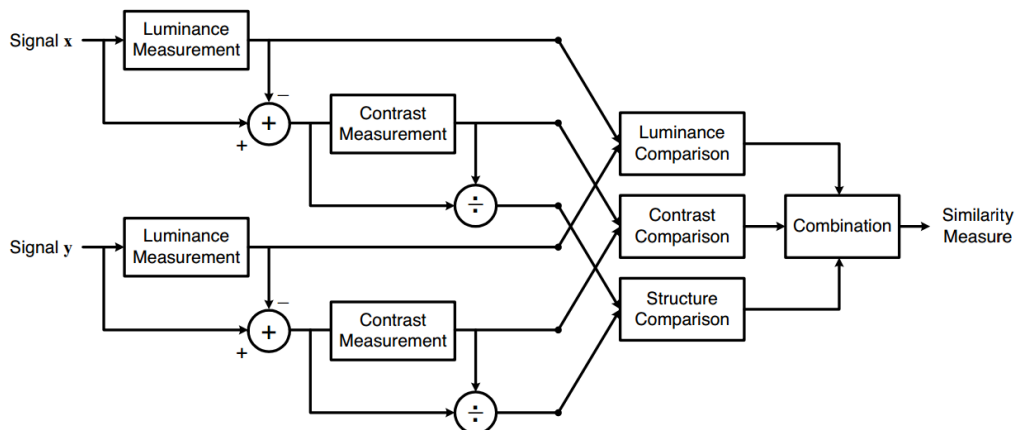 Signal x
Luminance
Measurement
−
+
+
Contrast
Measurement
÷
Signal y
Luminance
Measurement
−
+
+
Contrast
Measurement
÷
Luminance
Comparison
Contrast
Comparison
Structure
Comparison
Combination
Similarity
Measure